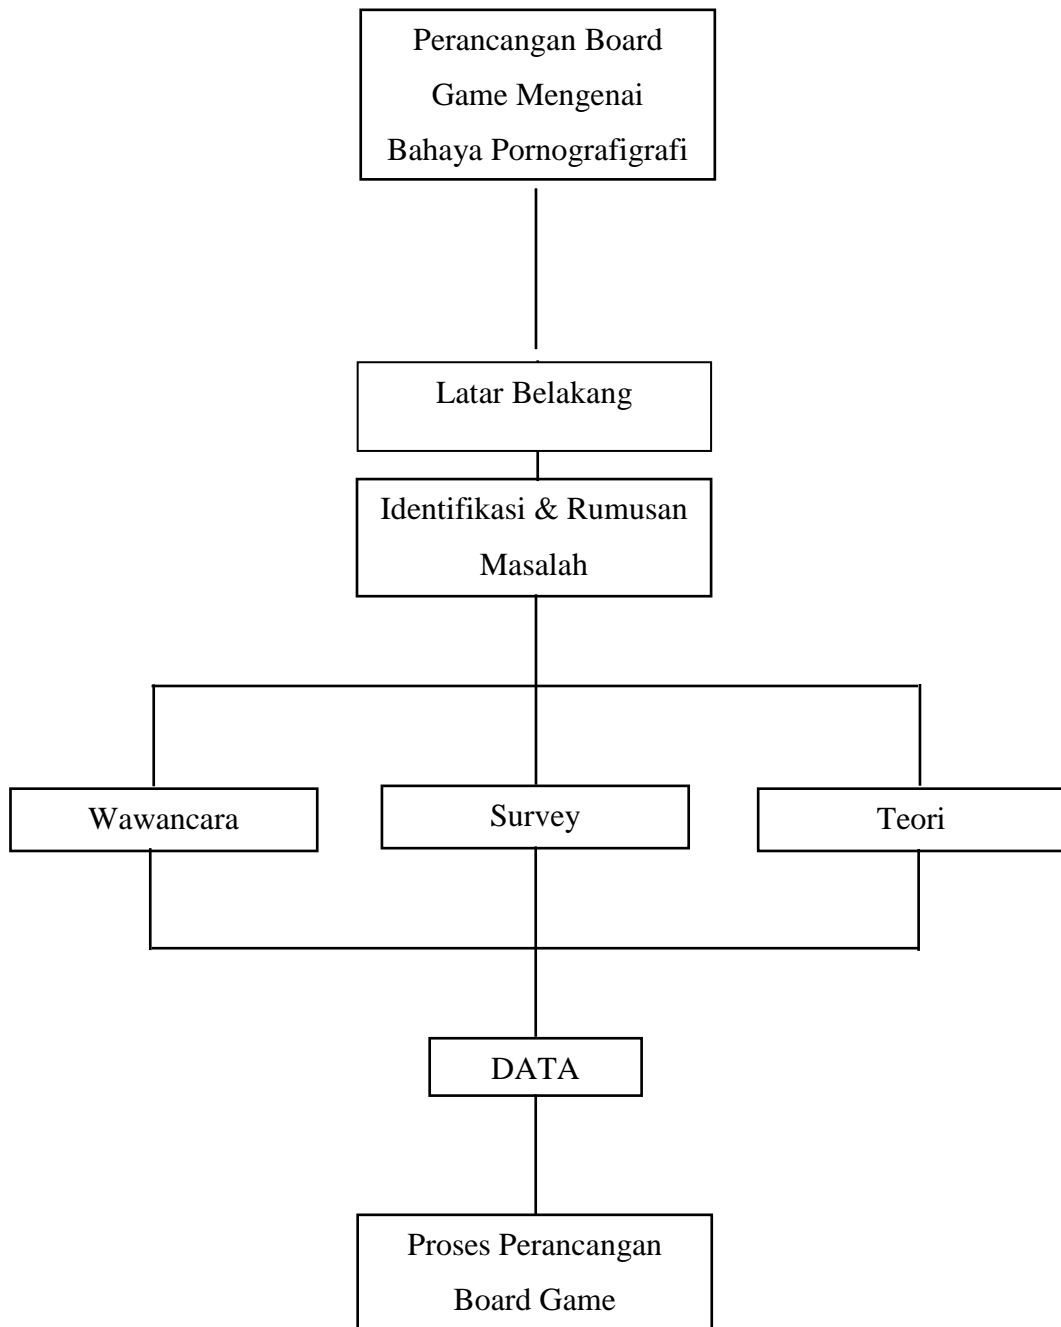 Perancangan Board
Game Mengenai
Bahaya Pornografigrafi
Latar Belakang
Identifikasi & Rumusan
Masalah
Wawancara
Survey
Teori
DATA
Proses Perancangan
Board Game